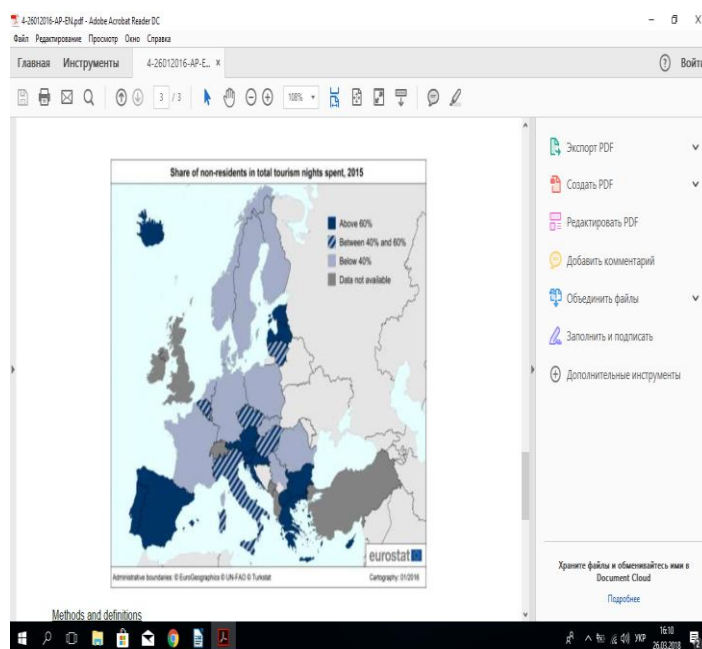 4-26012016-AP-EN.pdf - Adobe Acrobat Reader DC
Файл Редактирование Просмотр Окно Справка
Главная Инструменты 4-26012016-AP-E... × ? Войти
3 / 3 108%
Share of non-residents in total tourism nights spent, 2015
Above 60%
Between 40% and 60%
Below 40%
Data not available
eurostat
Administrative boundaries: © EuroGeographics © UN-FAO © Turkstat Cartography: 01/2016
Methods and definitions
Экспорт PDF
Создать PDF
Редактировать PDF
Добавить комментарий
Объединить файлы
Заполнить и подписать
Дополнительные инструменты
Храните файлы и обменивайтесь ими в
Document Cloud
Подробнее
УКР 16:10
26.03.2018